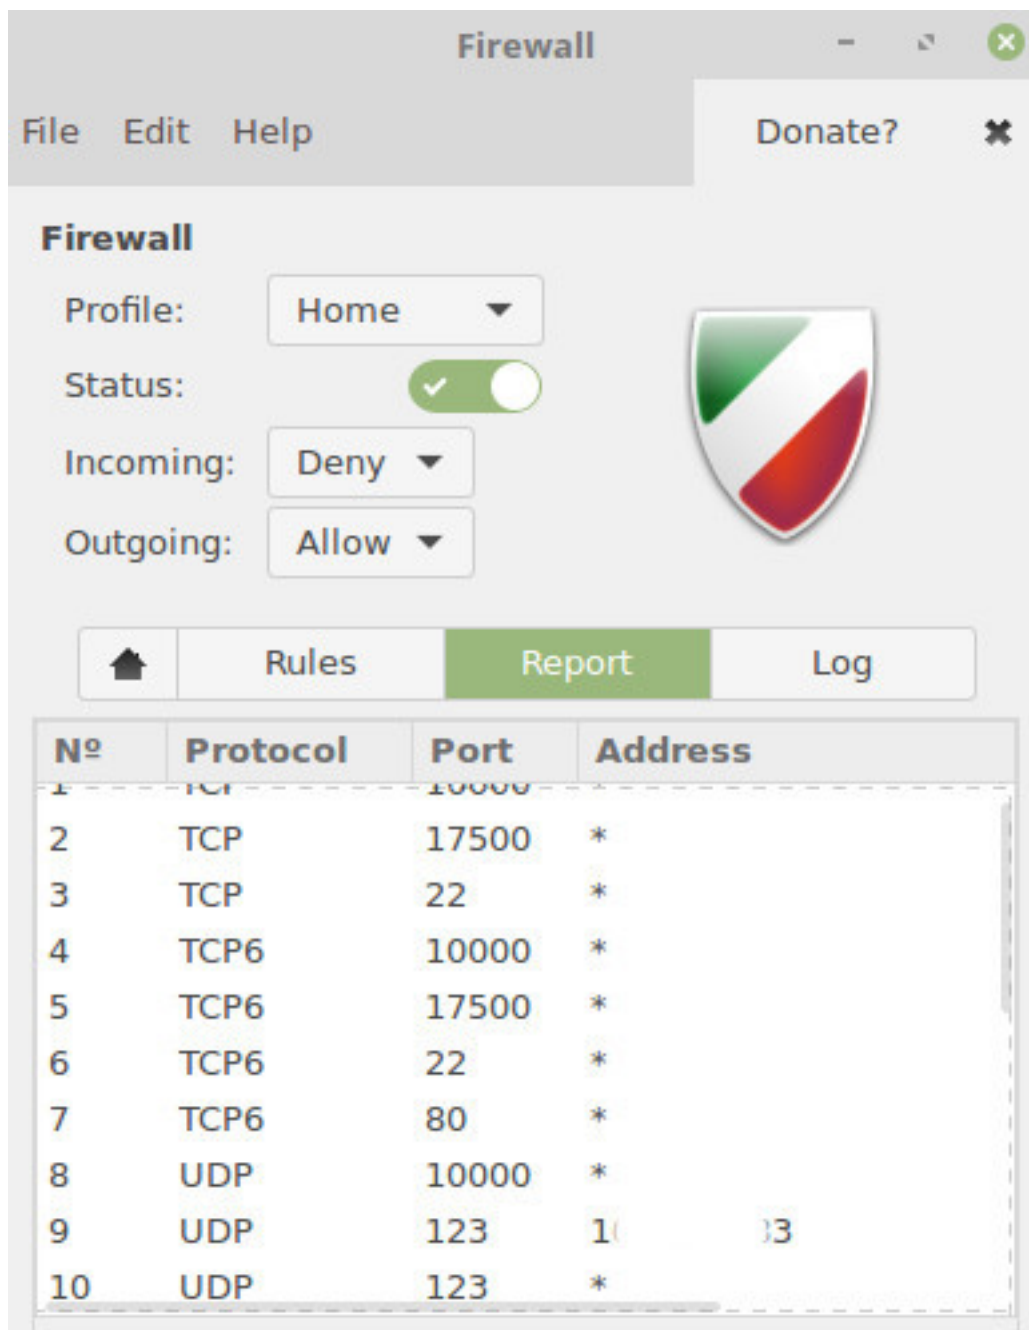 Firewall
File Edit Help Donate?
Firewall
Profile: Home
Status:
Incoming: Deny
Outgoing: Allow
Rules Report Log
Nº Protocol Port Address
1 TCP *
2 TCP 17500 *
3 TCP 22 *
4 TCP6 10000 *
5 TCP6 17500 *
6 TCP6 22 *
7 TCP6 80 *
8 UDP 10000 *
9 UDP 123
10 UDP 123 *